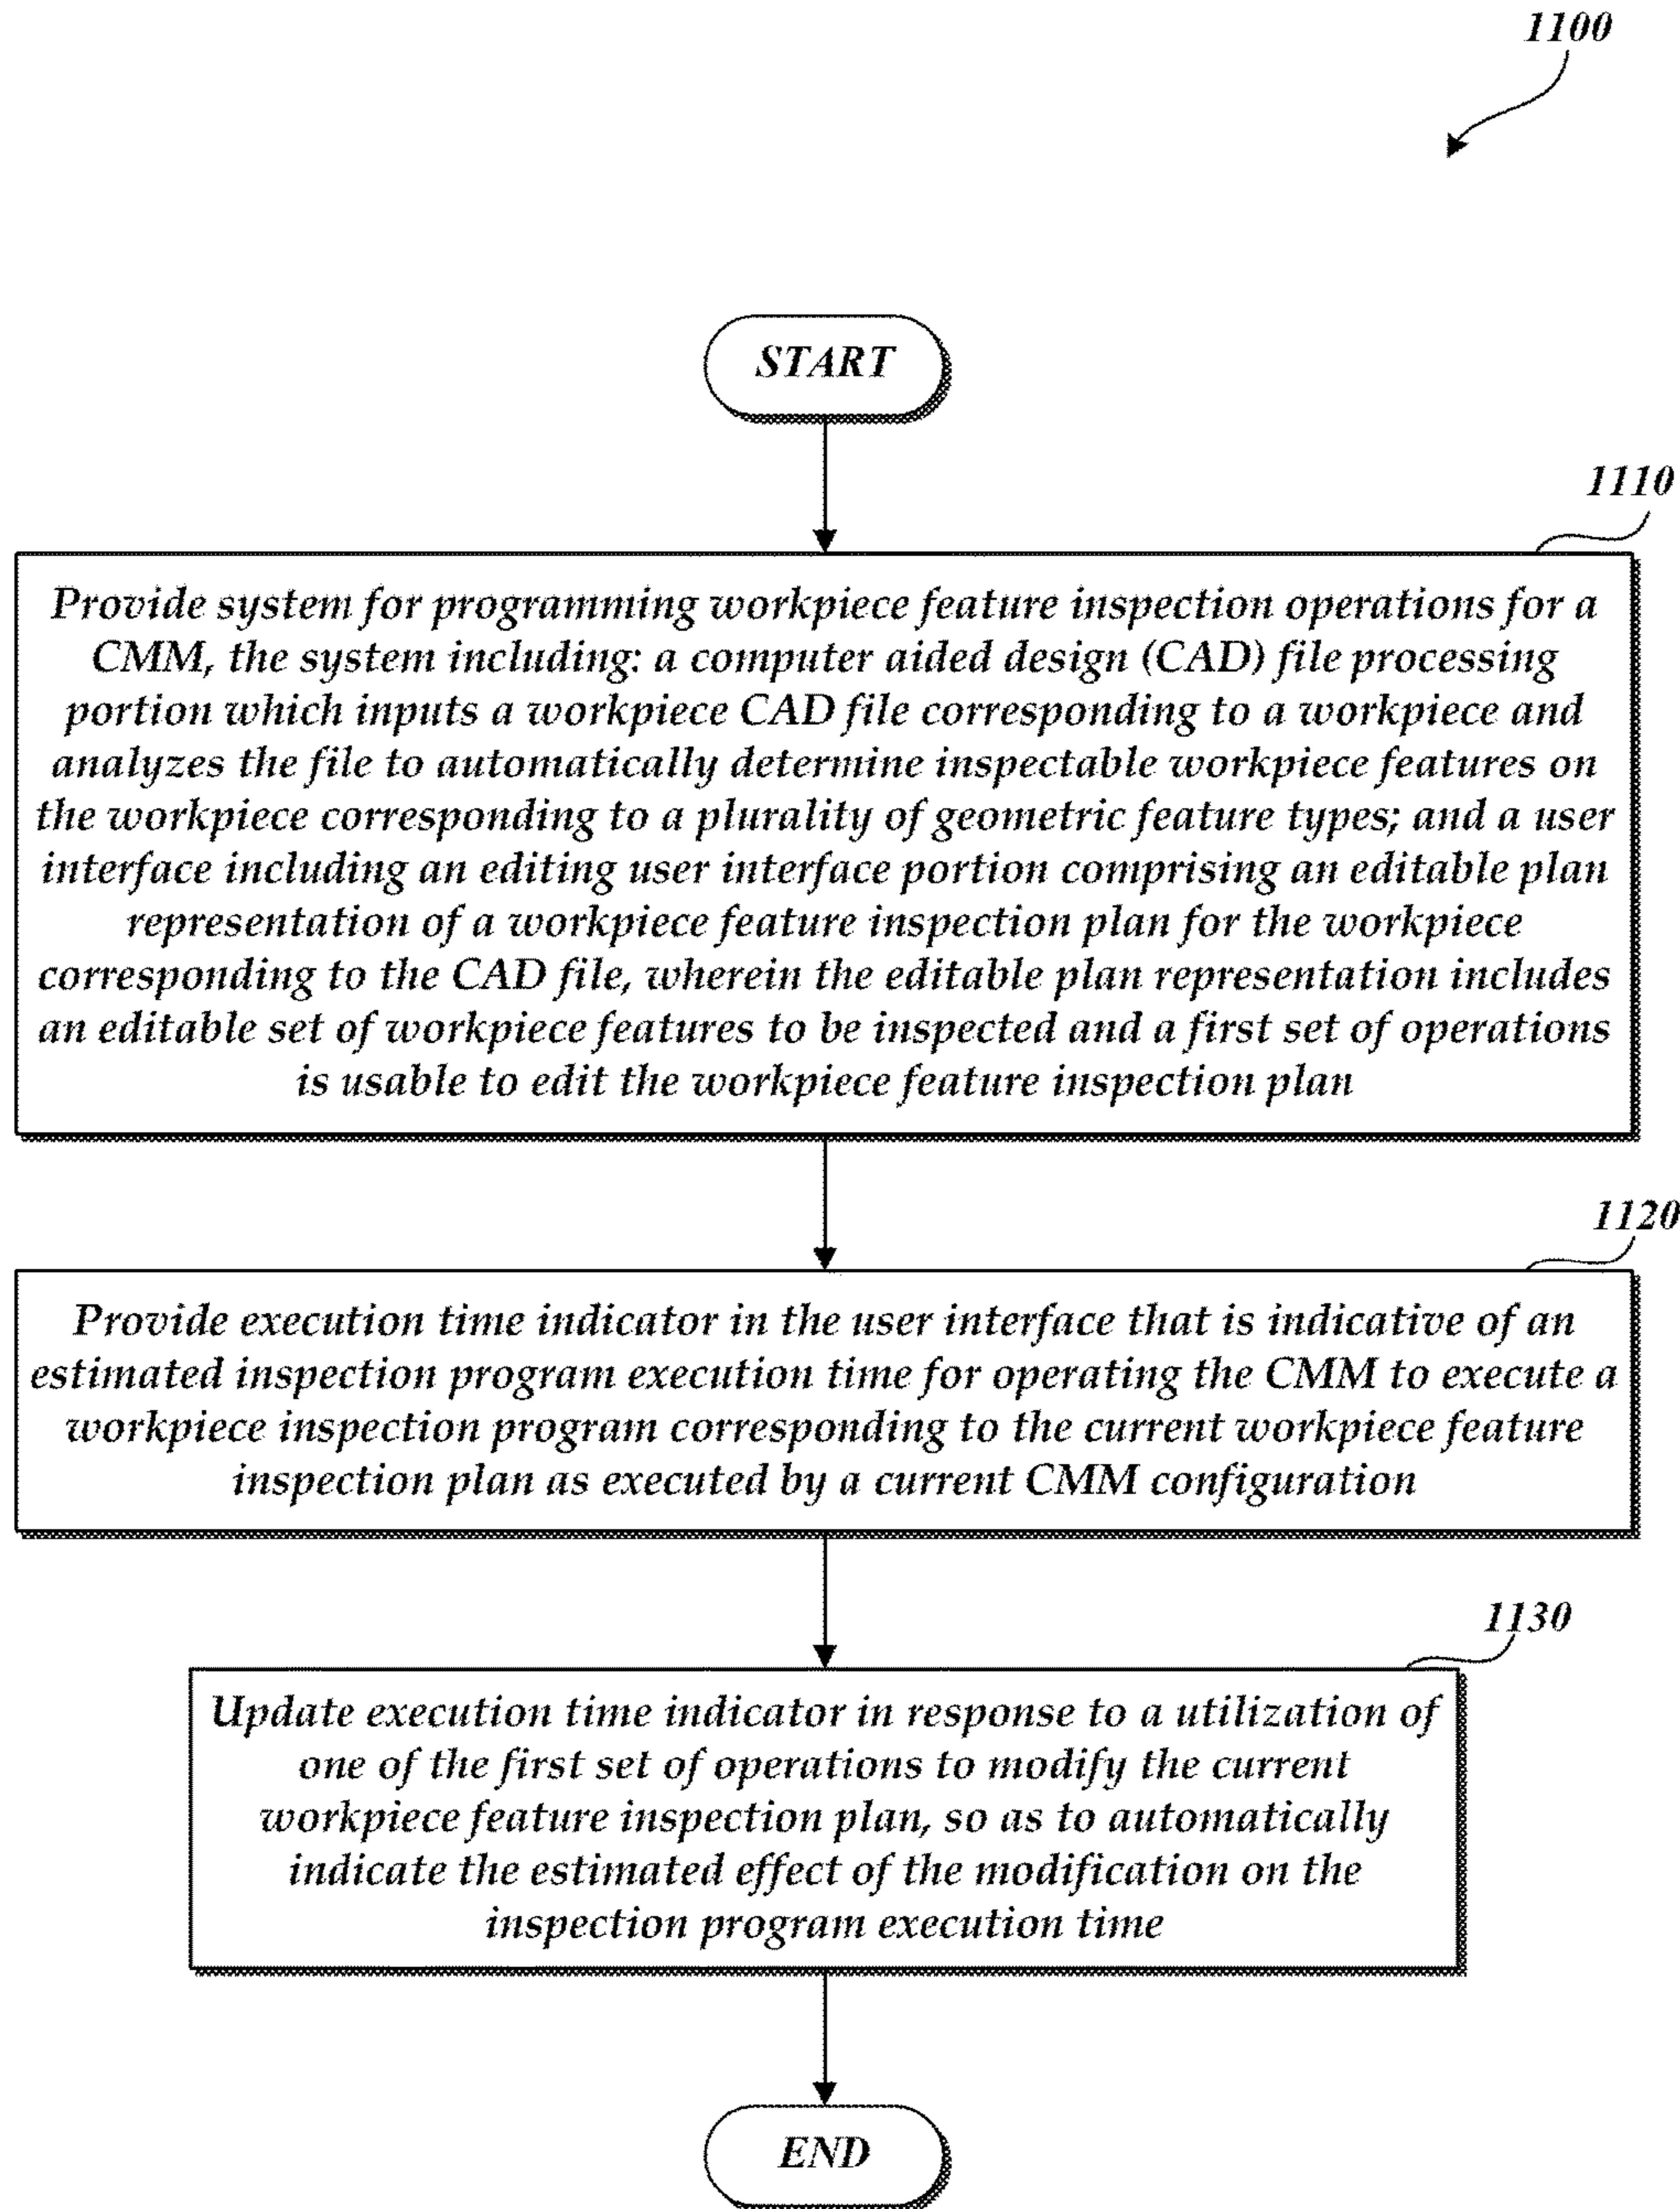 1100
START
1110
Provide system for programming workpiece feature inspection operations for a
CMM, the system including: a computer aided design (CAD) file processing
portion which inputs a workpiece CAD file corresponding to a workpiece and
analyzes the file to automatically determine inspectable workpiece features on
the workpiece corresponding to a plurality of geometric feature types; and a user
interface including an editing user interface portion comprising an editable plan
representation of a workpiece feature inspection plan for the workpiece
corresponding to the CAD file, wherein the editable plan representation includes
an editable set of workpiece features to be inspected and a first set of operations
is usable to edit the workpiece feature inspection plan
1120
Provide execution time indicator in the user interface that is indicative of an
estimated inspection program execution time for operating the CMM to execute a
workpiece inspection program corresponding to the current workpiece feature
inspection plan as executed by a current CMM configuration
1130
Update execution time indicator in response to a utilization of
one of the first set of operations to modify the current
workpiece feature inspection plan, so as to automatically
indicate the estimated effect of the modification on the
inspection program execution time
END